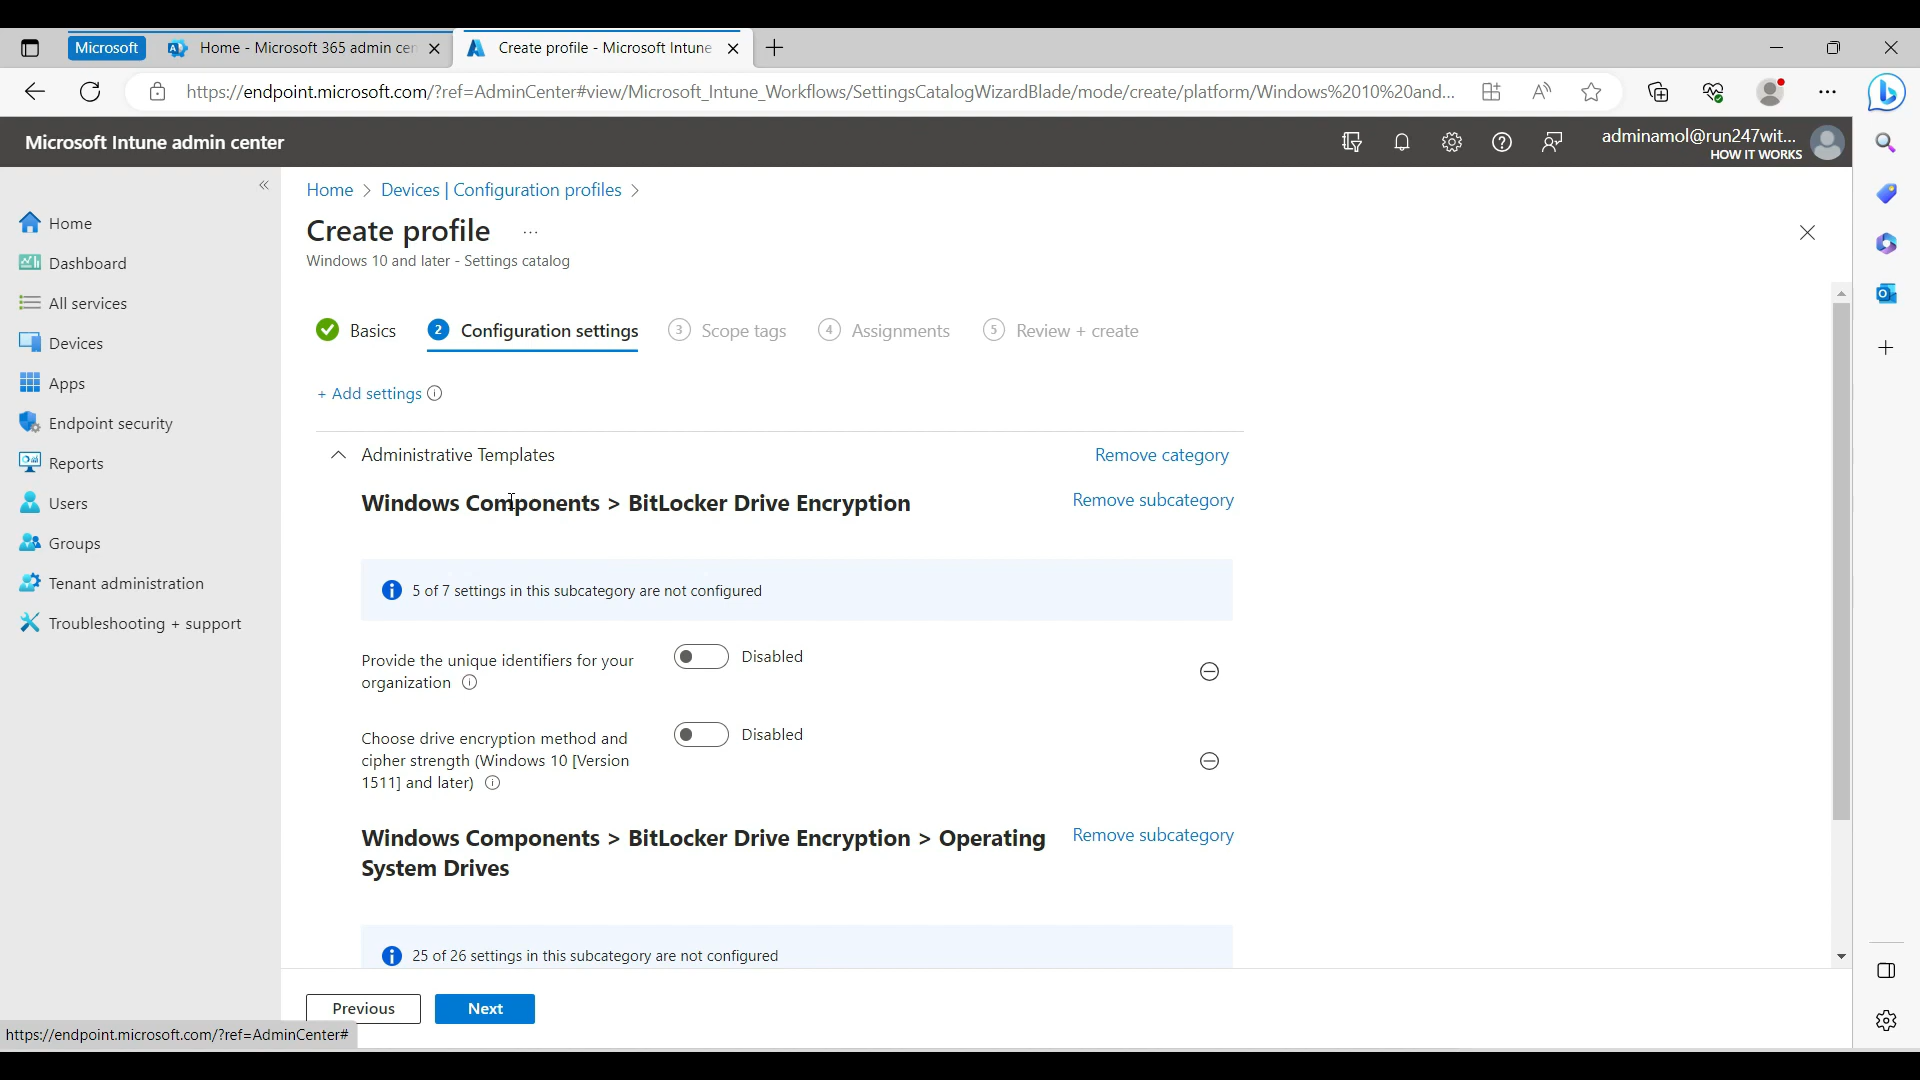 Microsoft
Home - Microsoft 365 admin cen
Create profile - Microsoft Intune
https://endpoint.microsoft.com/?ref=AdminCenter#view/Microsoft_Intune_Workflows/SettingsCatalogWizardBlade/mode/create/platform/Windows%2010%20and...
Microsoft Intune admin center
adminamol@run247wit...
HOW IT WORKS
Home
Dashboard
All services
Devices
Apps
Endpoint security
Reports
Users
Groups
Tenant administration
Troubleshooting + support
Home > Devices | Configuration profiles >
Create profile ...
Windows 10 and later - Settings catalog
Basics
2 Configuration settings
3 Scope tags
4 Assignments
5 Review + create
+ Add settings
Administrative Templates
Remove category
Windows Components > BitLocker Drive Encryption
Remove subcategory
5 of 7 settings in this subcategory are not configured
Provide the unique identifiers for your
organization
Disabled
Choose drive encryption method and
cipher strength (Windows 10 [Version
1511] and later)
Disabled
Windows Components > BitLocker Drive Encryption > Operating
System Drives
Remove subcategory
25 of 26 settings in this subcategory are not configured
Previous
Next
https://endpoint.microsoft.com/?ref=AdminCenter#